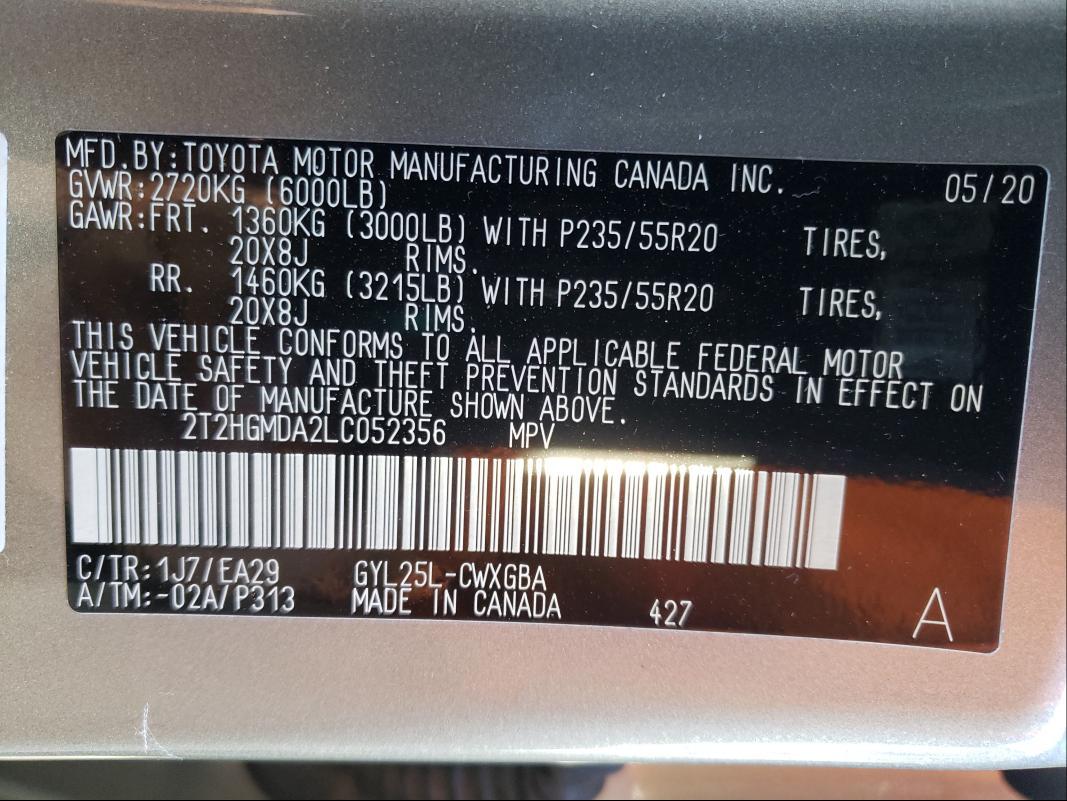 MFD.BY:TOYOTA MOTOR MANUFACTURING CANADA INC. 05/20
GVWR:2720KG (6000LB)
GAWR:FRT. 1360KG (3000LB) WITH P235/55R20 TIRES,
20X8J RIMS.
RR. 1460KG (3215LB) WITH P235/55R20 TIRES,
20X8J RIMS.
THIS VEHICLE CONFORMS TO ALL APPLICABLE FEDERAL MOTOR
VEHICLE SAFETY AND THEFT PREVENTION STANDARDS IN EFFECT ON
THE DATE OF MANUFACTURE SHOWN ABOVE.
2T2HGMDA2LC052356 MPV
C/TR:1J7/EA29 GYL25L-CWXGBA
A/TM:-02A/P313 MADE IN CANADA 427 A